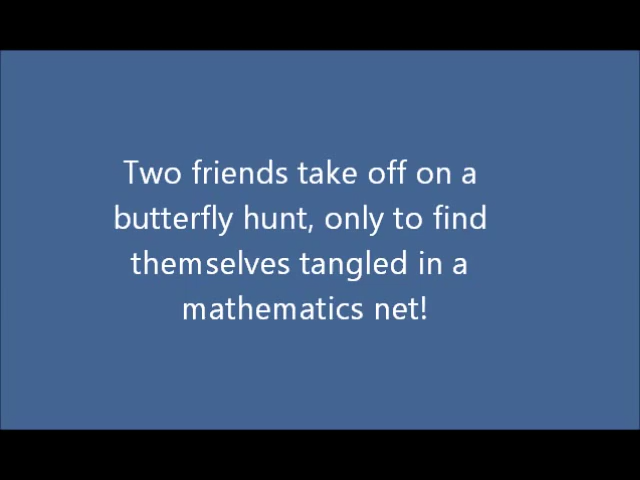 Two friends take off on a
butterfly hunt, only to find
themselves tangled in a
mathematics net!